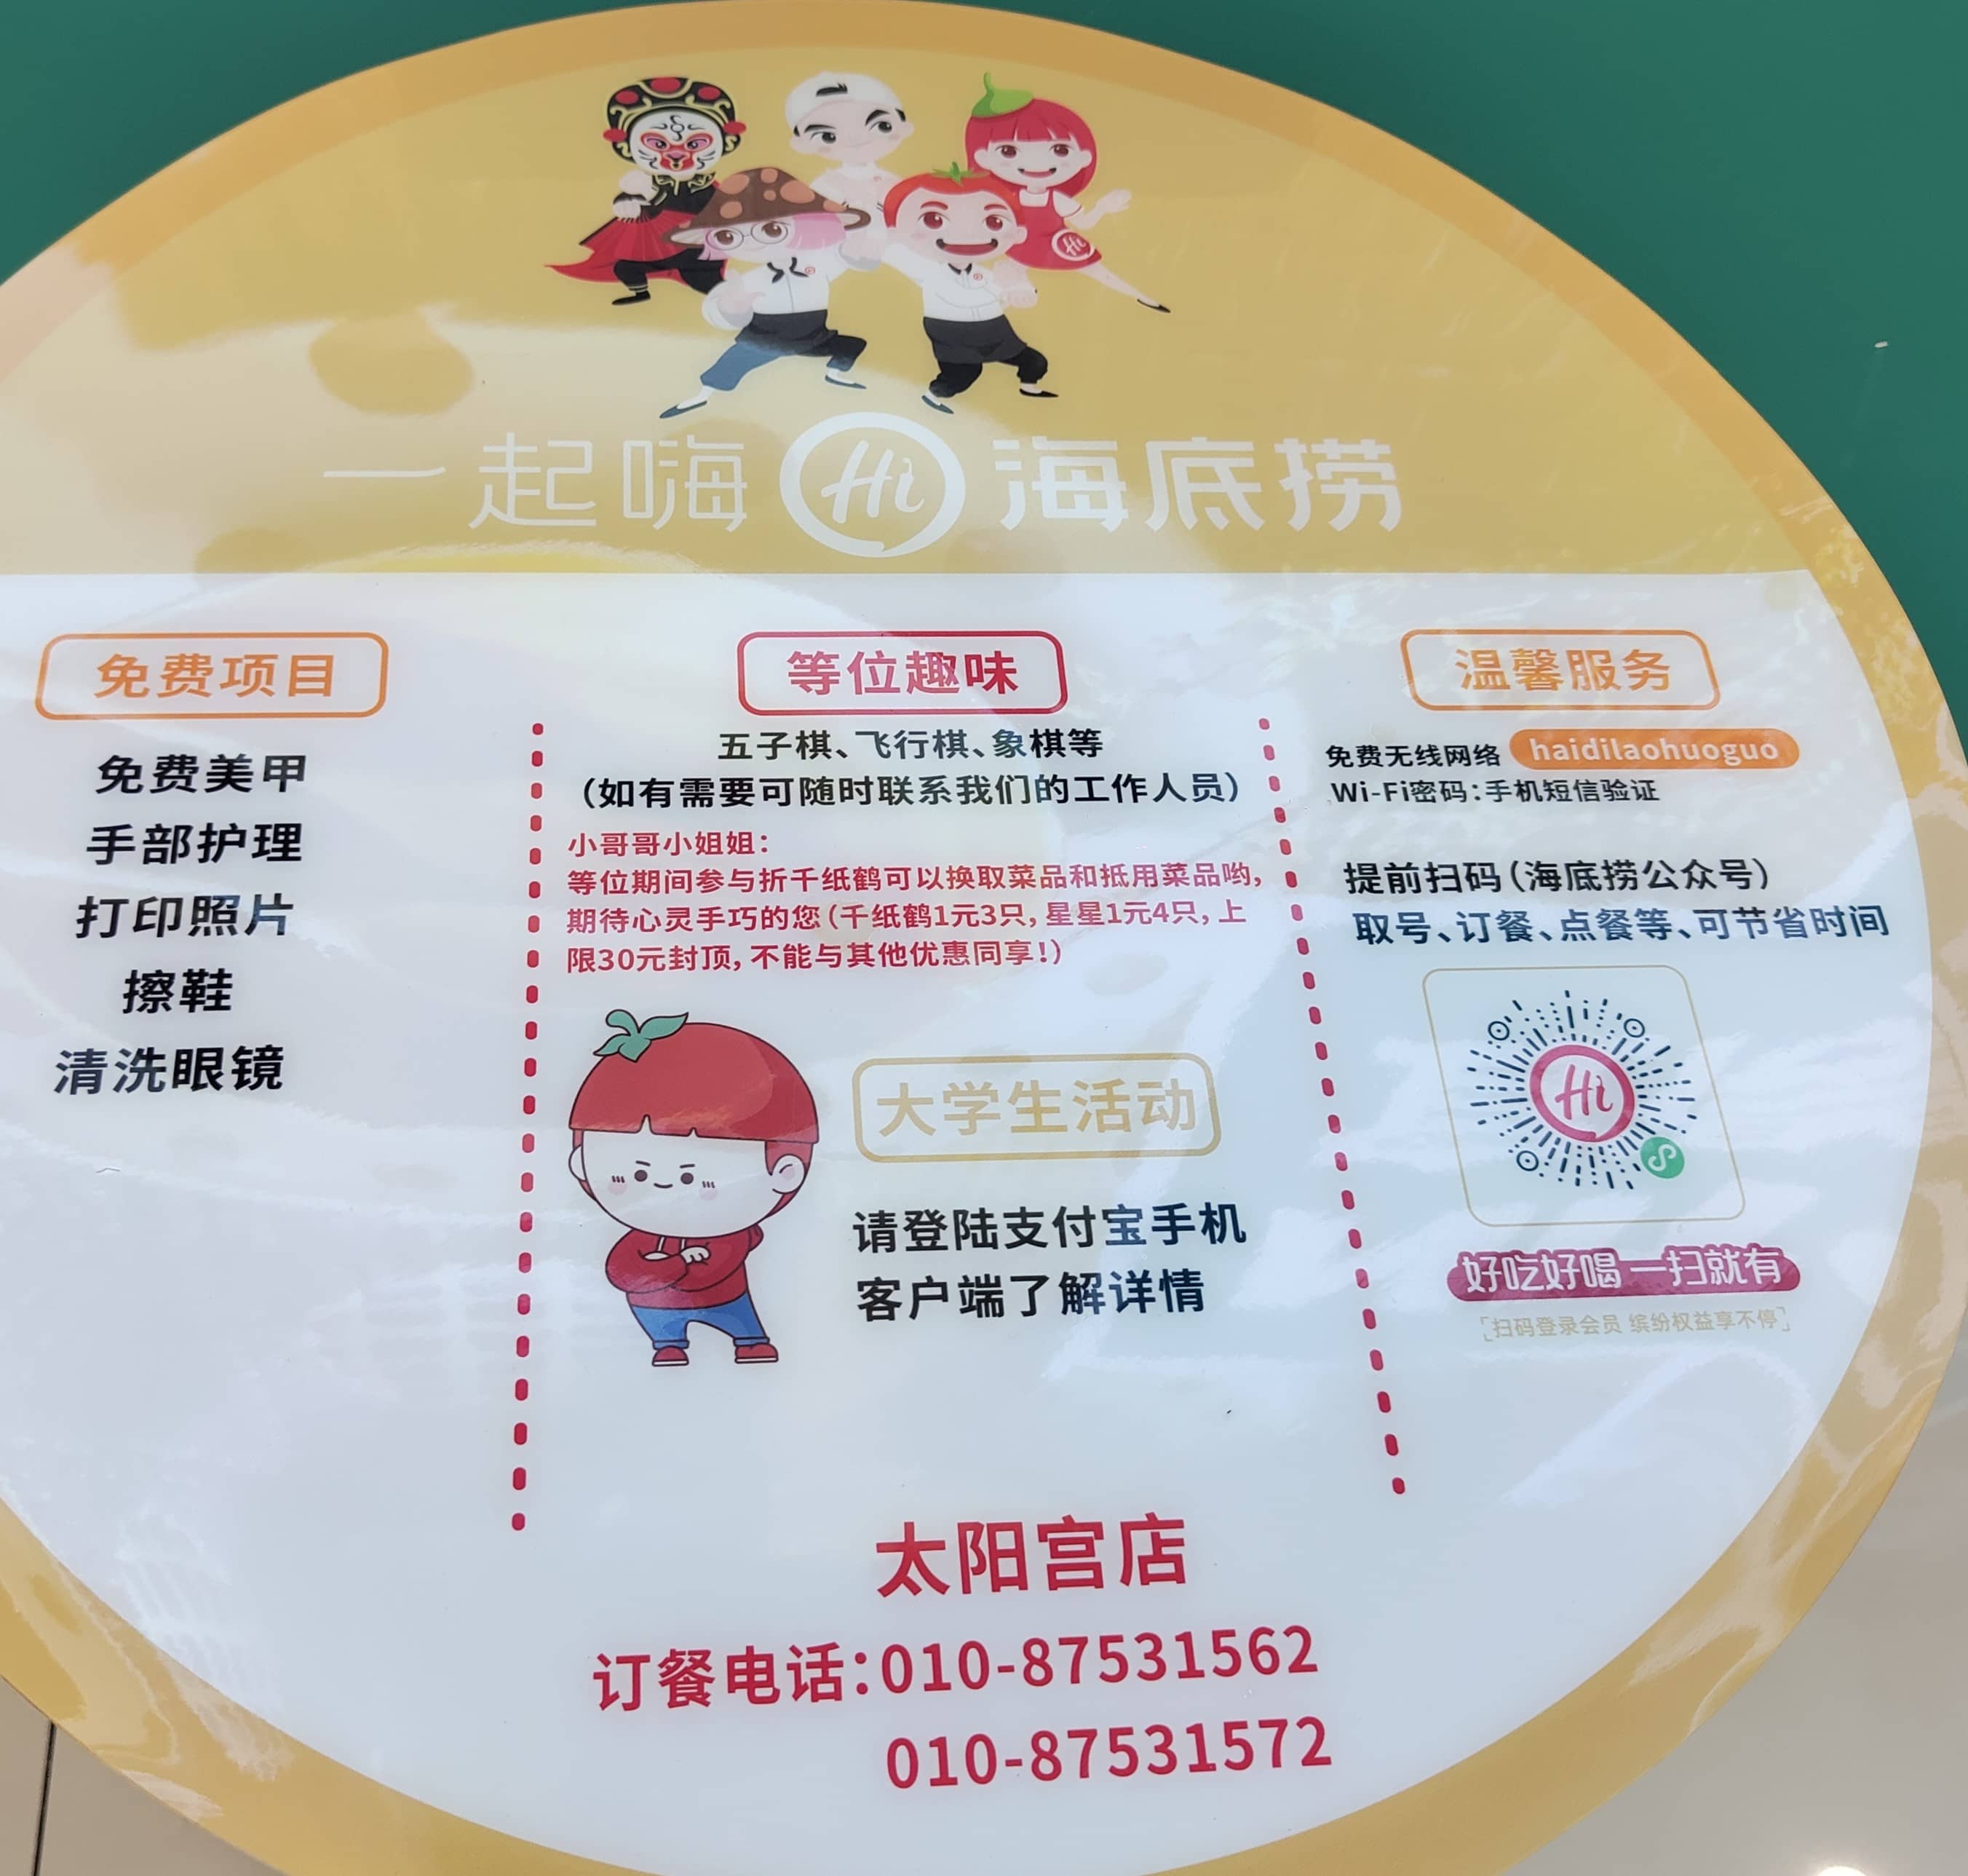 一起嗨 Hi 海底捞
免费项目
免费美甲
手部护理
打印照片
擦鞋
清洗眼镜
等位趣味
五子棋、飞行棋、象棋等
(如有需要可随时联系我们的工作人员)
小哥哥小姐姐:
等位期间参与折千纸鹤可以换取菜品和抵用菜品哟,
期待心灵手巧的您(千纸鹤1元3只,星星1元4只,上
限30元封顶,不能与其他优惠同享!)
大学生活动
请登陆支付宝手机
客户端了解详情
温馨服务
免费无线网络 haidilaohuoguo
Wi-Fi密码:手机短信验证
提前扫码(海底捞公众号)
取号、订餐、点餐等、可节省时间
Hi
好吃好喝 一扫就有
「扫码登录会员 缤纷权益享不停」
太阳宫店
订餐电话:010-87531562
010-87531572